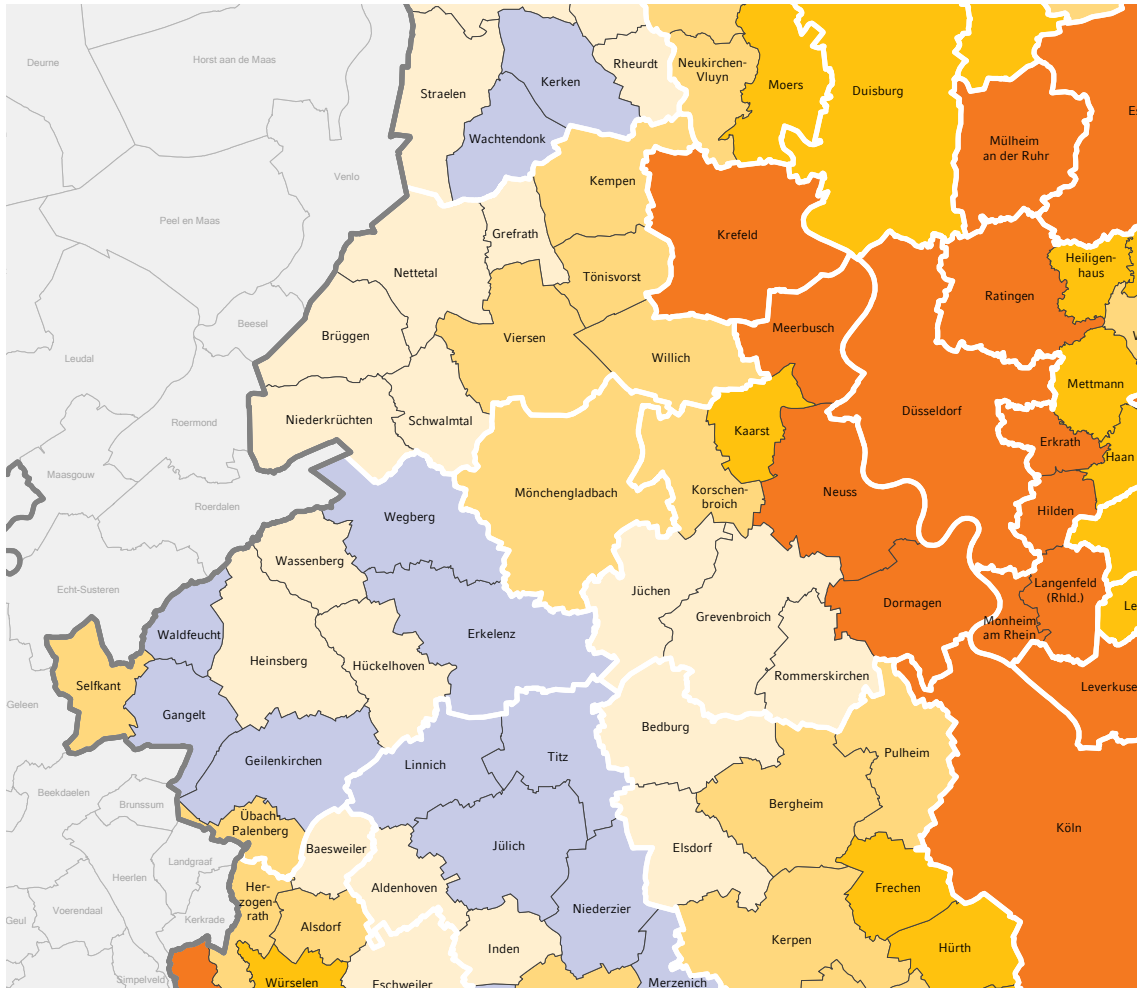 Deurne
Horst aan de Maas
Venlo
Peel en Maas
Beesel
Leudal
Roermond
Maasgouw
Roerdalen
Echt-Susteren
Geleen
Beekdaelen
Brunssum
Landgraaf
Heerlen
Voerendaal
Geul
Kerkrade
Simpelveld
Straelen
Kerken
Rheurdt
Neukirchen-
Vluyn
Moers
Duisburg
Mülheim
an der Ruhr
Es
Wachtendonk
Kempen
Grefrath
Krefeld
Nettetal
Tönisvorst
Heiligen-
haus
Ratingen
Brüggen
Viersen
Willich
Meerbusch
V
Mettmann
Niederkrüchten
Schwalmtal
Kaarst
Düsseldorf
Erkrath
Haan
Mönchengladbach
Korschen-
broich
Neuss
Hilden
Wegberg
Wassenberg
Jüchen
Langenfeld
(Rhld.)
Dormagen
Le
Grevenbroich
Monheim
am Rhein
Waldfeucht
Erkelenz
Heinsberg
Hückelhoven
Rommerskirchen
Selfkant
Leverkuse
Gangelt
Bedburg
Geilenkirchen
Linnich
Titz
Pulheim
Bergheim
Übach-
Palenberg
Köln
Baesweiler
Jülich
Elsdorf
Aldenhoven
Her-
zogen
rath
Frechen
Niederzier
Alsdorf
Kerpen
Inden
Hürth
Würselen
Eschweiler
Merzenich